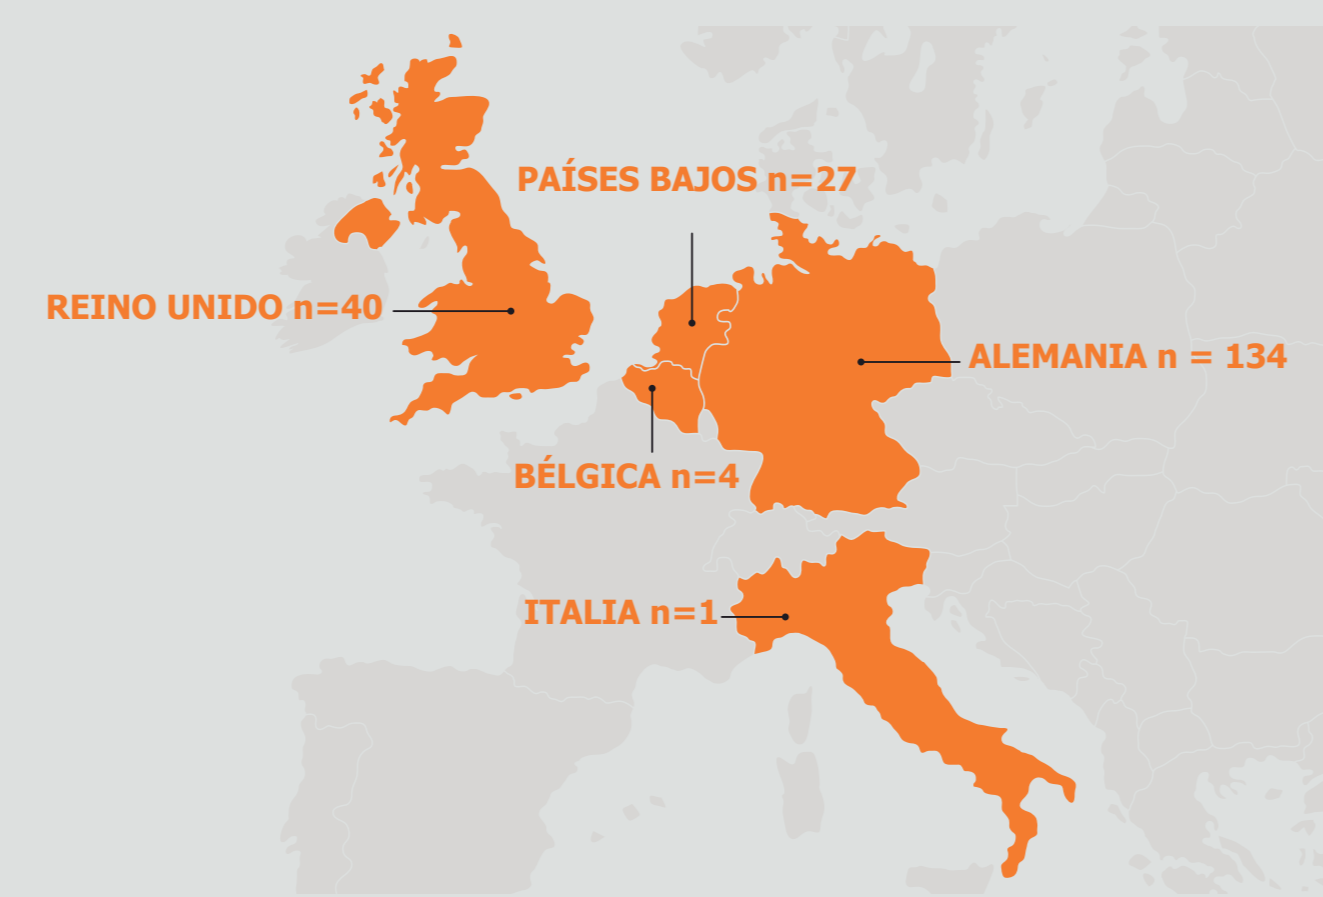 PAÍSES BAJOS n=27
REINO UNIDO n=40
ALEMANIA n = 134
BÉLGICA n=4
ITALIA n=1